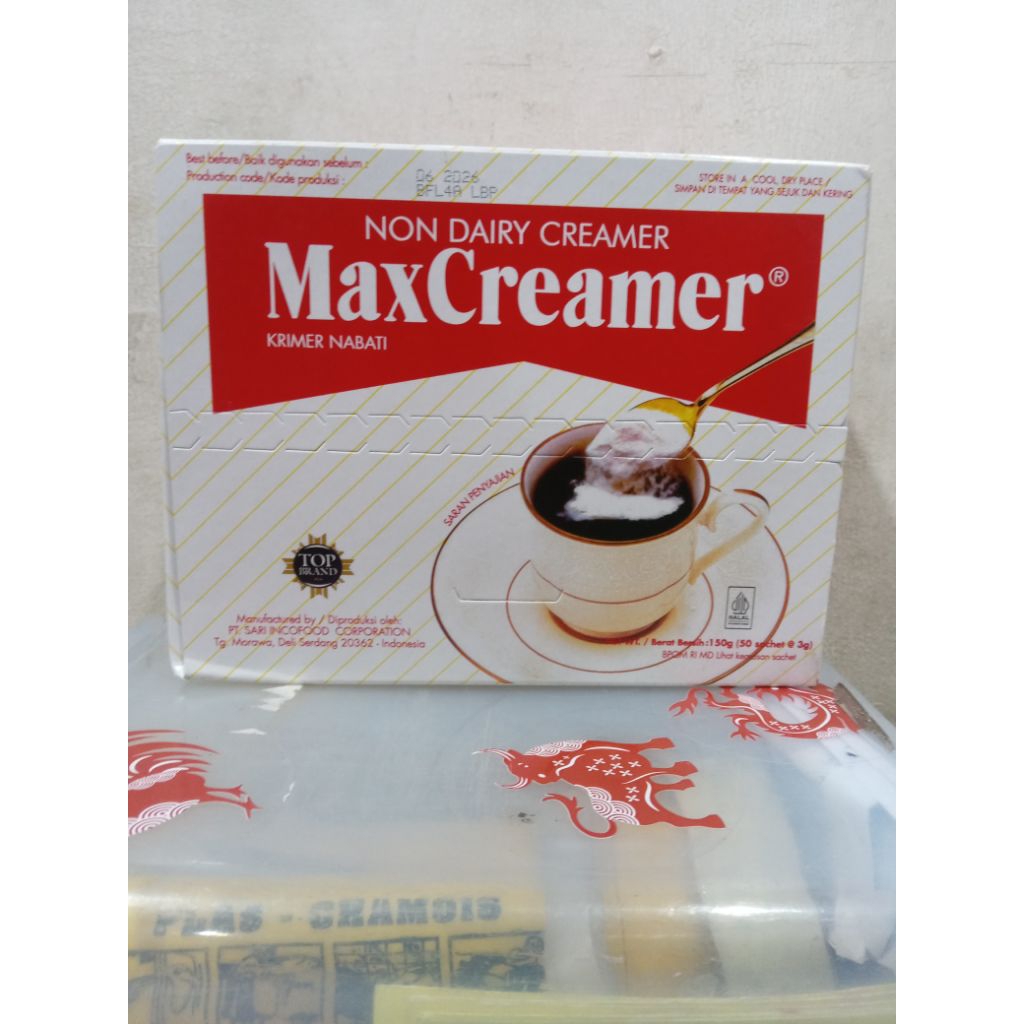 Best before/Baik digunakan sebelum :
Production code/Kode produksi :
06 2026
BFL4A LBP
STORE IN A COOL, DRY PLACE /
SIMPAN DI TEMPAT YANG SEJUK DAN KERING
NON DAIRY CREAMER
MaxCreamer®
KRIMER NABATI
SARAN PENYAJIAN
TOP
BRAND
Manufactured by / Diproduksi oleh:
PT. SARI INCOFOOD CORPORATION
Tg. Morawa, Deli Serdang 20362 - Indonesia
HALAL
/ Berat Bersih : 150g (50 sachet @ 3g)
BPOM RI MD Lihat kemasan sachet
PLAS - CHAMOIS